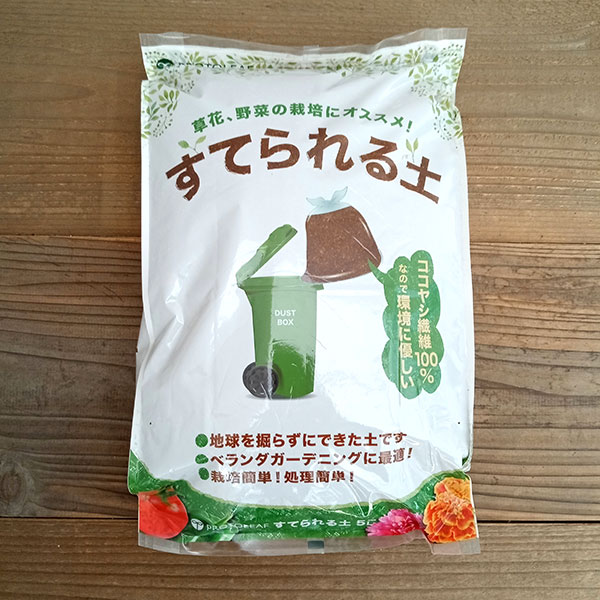 草花、野菜の栽培にオススメ!
すてられる土
DUST
BOX
ココヤシ繊維100%
なので環境に優しい
地球を掘らずにできた土です
ベランダガーデニングに最適!
栽培簡単!処理簡単!
PROTOLEAF すてられる土